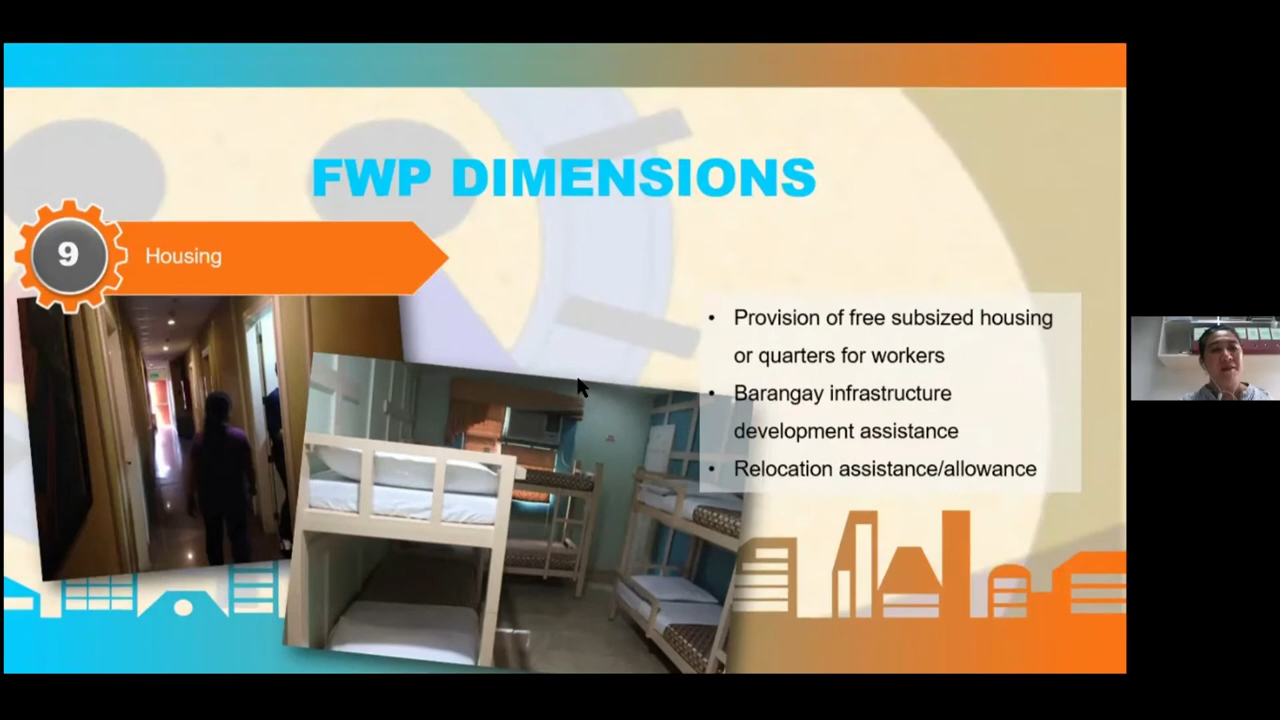 FWP DIMENSIONS
9
Housing
• Provision of free subsized housing
or quarters for workers
• Barangay infrastructure
development assistance
• Relocation assistance/allowance